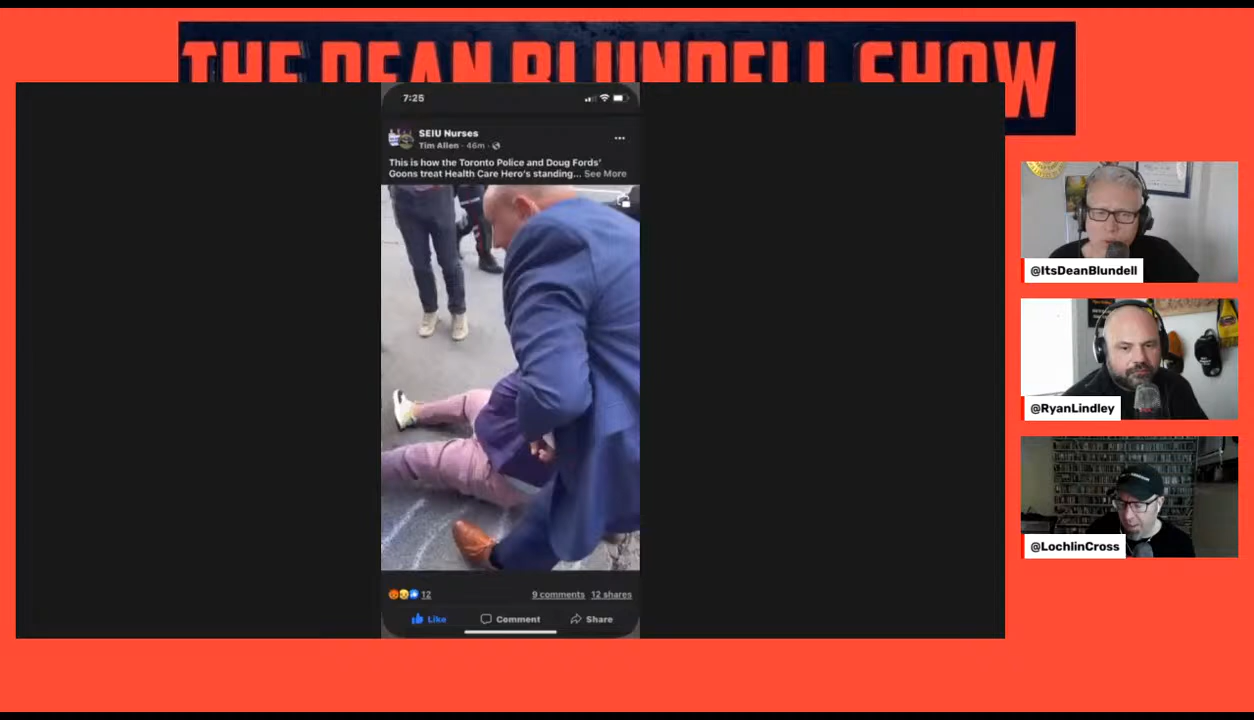 THE DEAN BLUNDELL SHOW
7:25
SEIU Nurses
Tim Allen · 46m ·
This is how the Toronto Police and Doug Fords'
Goons treat Health Care Hero's standing... See More
12
9 comments 12 shares
Like Comment Share
@ItsDeanBlundell
@RyanLindley
@LochlinCross